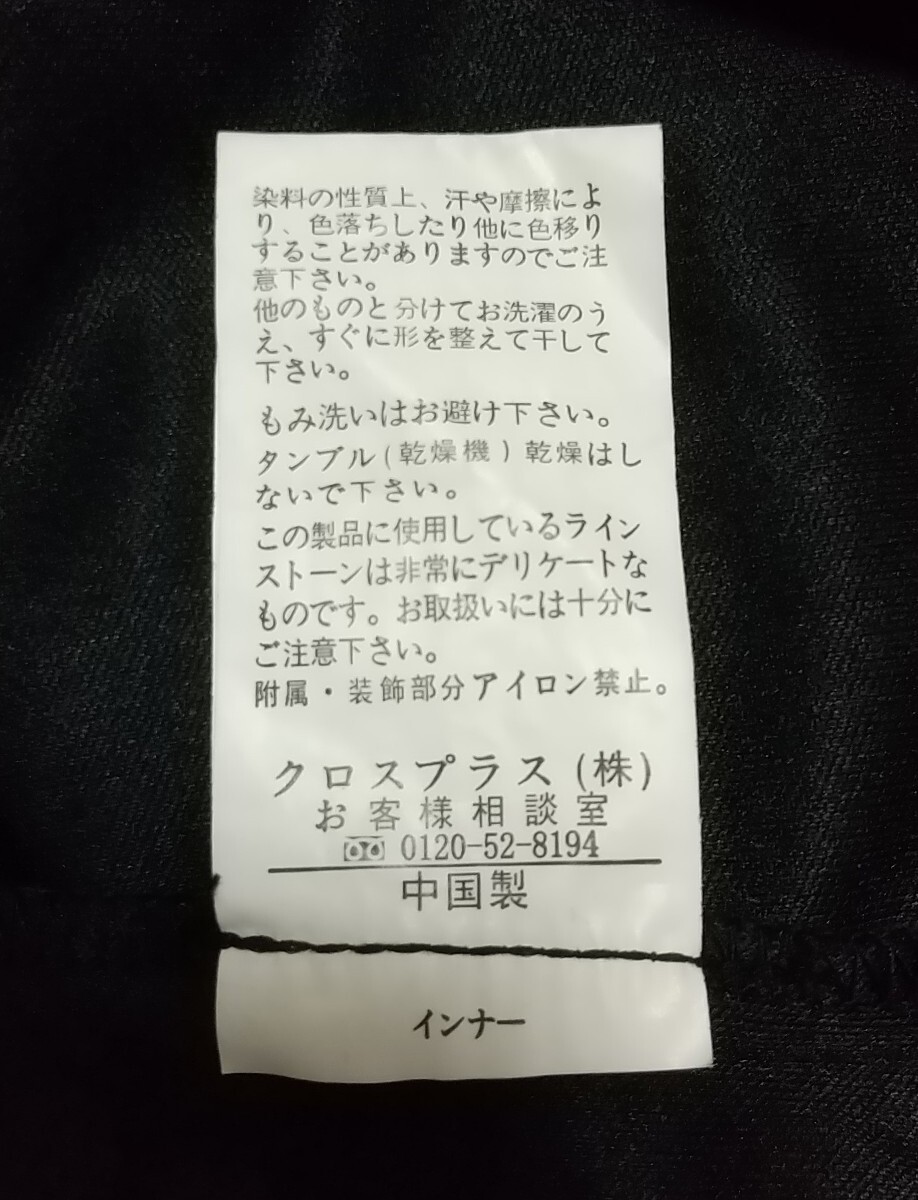 染料の性質上、汗や摩擦によ
り、色落ちしたり他に色移り
することがありますのでご注
意下さい。
他のものと分けてお洗濯のう
え、すぐに形を整えて干して
下さい。
もみ洗いはお避け下さい。
タンブル(乾燥機)乾燥はし
ないで下さい。
この製品に使用しているライン
ストーンは非常にデリケートな
ものです。お取扱いには十分に
ご注意下さい。
附属・装飾部分アイロン禁止。
クロスプラス(株)
お客様相談室
0120-52-8194
中国製
インナー